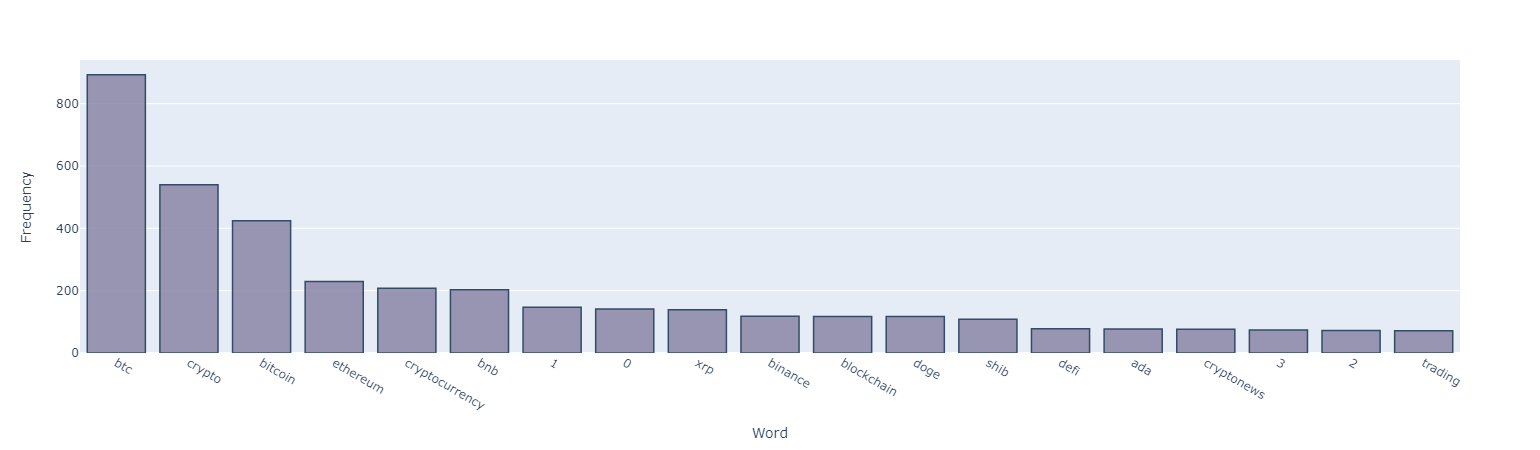 800
600
400
200
0
Frequency
btc crypto bitcoin ethereum cryptocurrency bnb 1 0 xrp binance blockchain doge shib defi ada cryptonews 3 2 trading
Word